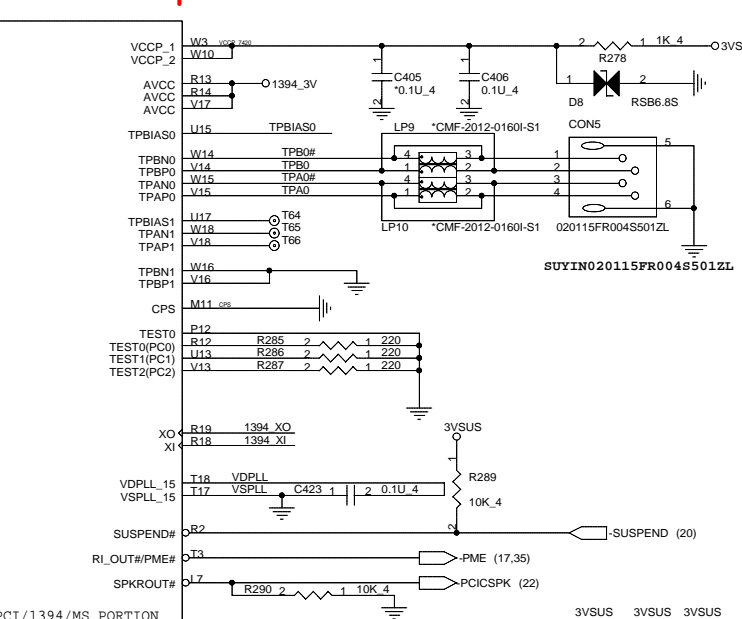 VCCP_1 W3 VCCP_7420 2 1 1K_4 3VS
VCCP_2 W10 R278
AVCC R13 1394_3V 1 C405 1 C406 1 2
AVCC R14 *0.1U_4 0.1U_4 D8 RSB6.8S
AVCC V17 2 2
TPBIAS0 U15 TPBIAS0 LP9 *CMF-2012-0160I-S1 CON5
5
TPBN0 W14 TPB0# 4 3 1
TPBP0 V14 TPB0 1 2 2
TPAN0 W15 TPA0# 4 3 3
TPAP0 V15 TPA0 1 2 4
6
TPBIAS1 U17 T64 LP10 *CMF-2012-0160I-S1 020115FR004S501ZL
TPAN1 W18 T65
TPAP1 V18 T66
SUYIN020115FR004S501ZL
TPBN1 W16
TPBP1 V16
CPS M11 CPS
TEST0 P12
TEST0(PC0) R12 R285 2 1 220
TEST1(PC1) U13 R286 2 1 220
TEST2(PC2) V13 R287 2 1 220
XO R19 1394_XO 3VSUS
XI R18 1394_XI
1
VDPLL_15 T18 VDPLL R289
VSPLL_15 T17 VSPLL C423 1 2 0.1U_4 10K_4
2
SUSPEND# R2 -SUSPEND (20)
RI_OUT#/PME# T3 -PME (17,35)
SPKROUT# L7 -PCICSPK (22)
R290 2 1 10K_4
PCI/1394/MS PORTION 3VSUS 3VSUS 3VSUS